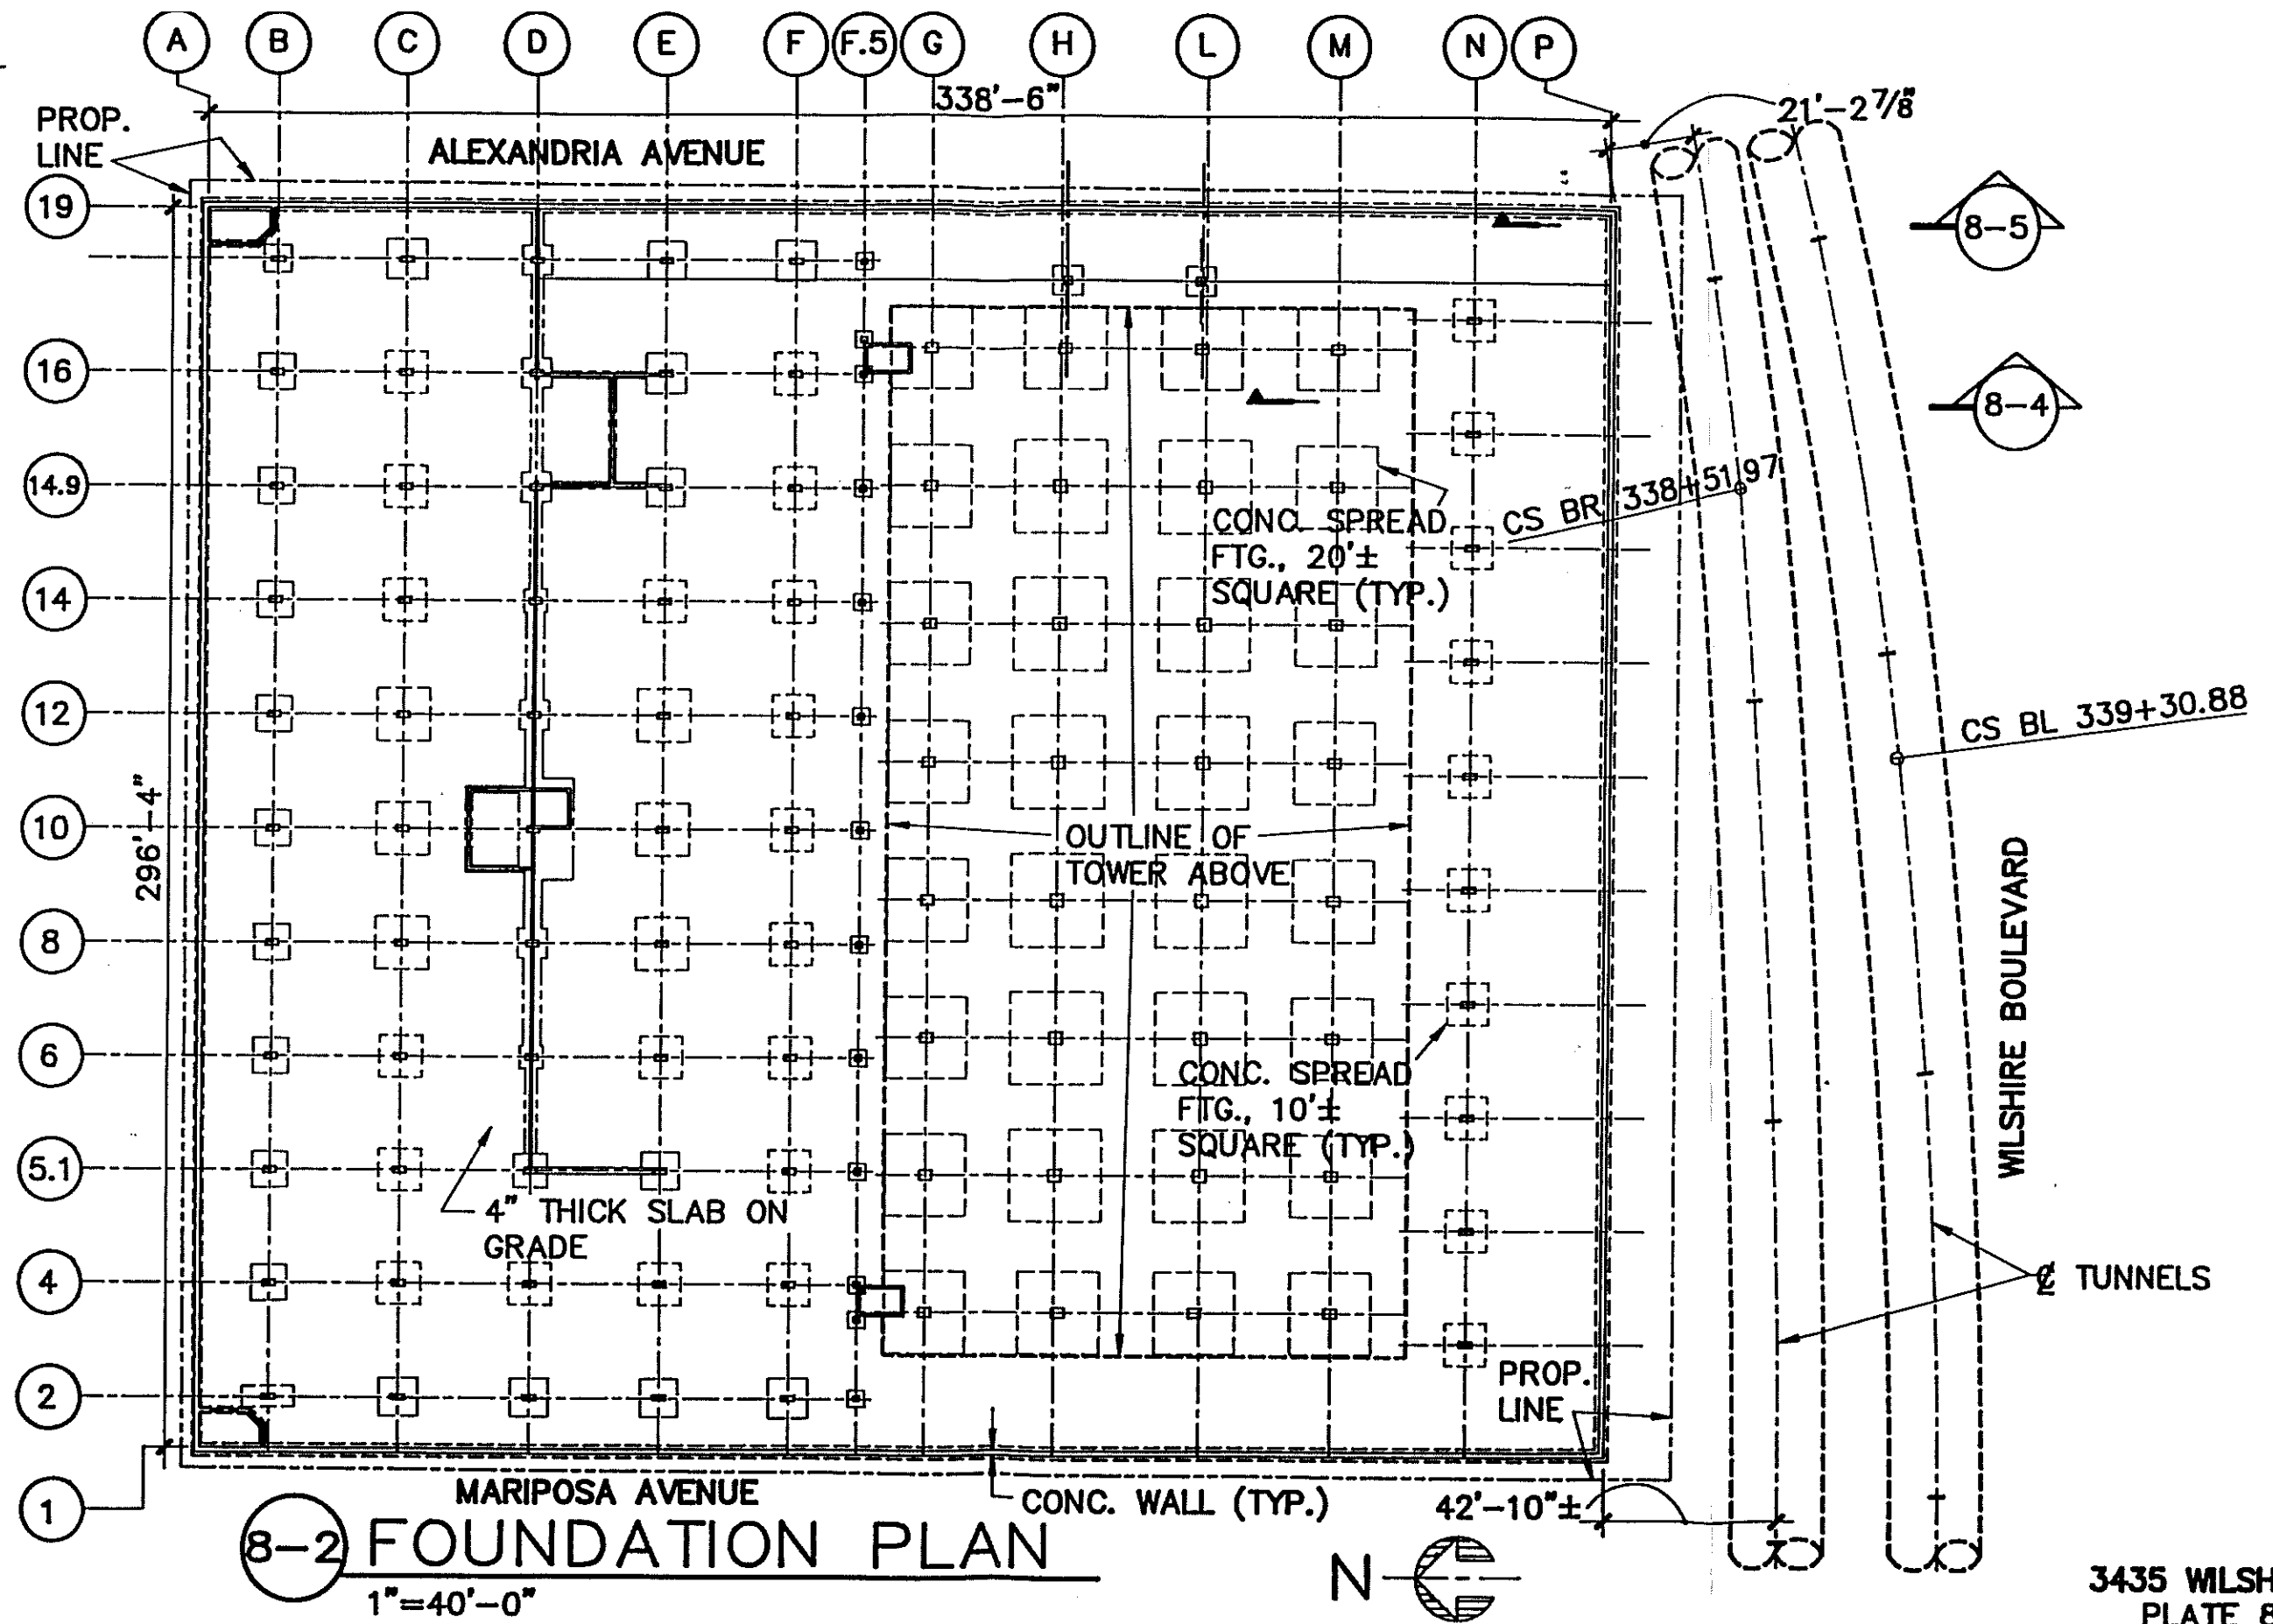 A B C D E F F.5 G H L M N P
338'-6"
21'-2 7/8"
PROP.
LINE
ALEXANDRIA AVENUE
19
8-5
16
8-4
14.9
CONC. SPREAD
FTG., 20'±
SQUARE (TYP.)
CS BR 338+51.97
14
12
CS BL 339+30.88
10
OUTLINE OF
TOWER ABOVE
296'-4"
WILSHIRE BOULEVARD
8
6
CONC. SPREAD
FTG., 10'±
SQUARE (TYP.)
5.1
4" THICK SLAB ON
GRADE
4
℄ TUNNELS
2
PROP.
LINE
1
MARIPOSA AVENUE
CONC. WALL (TYP.)
42'-10"±
8-2 FOUNDATION PLAN
1"=40'-0"
N
3435 WILSH
PLATE 8